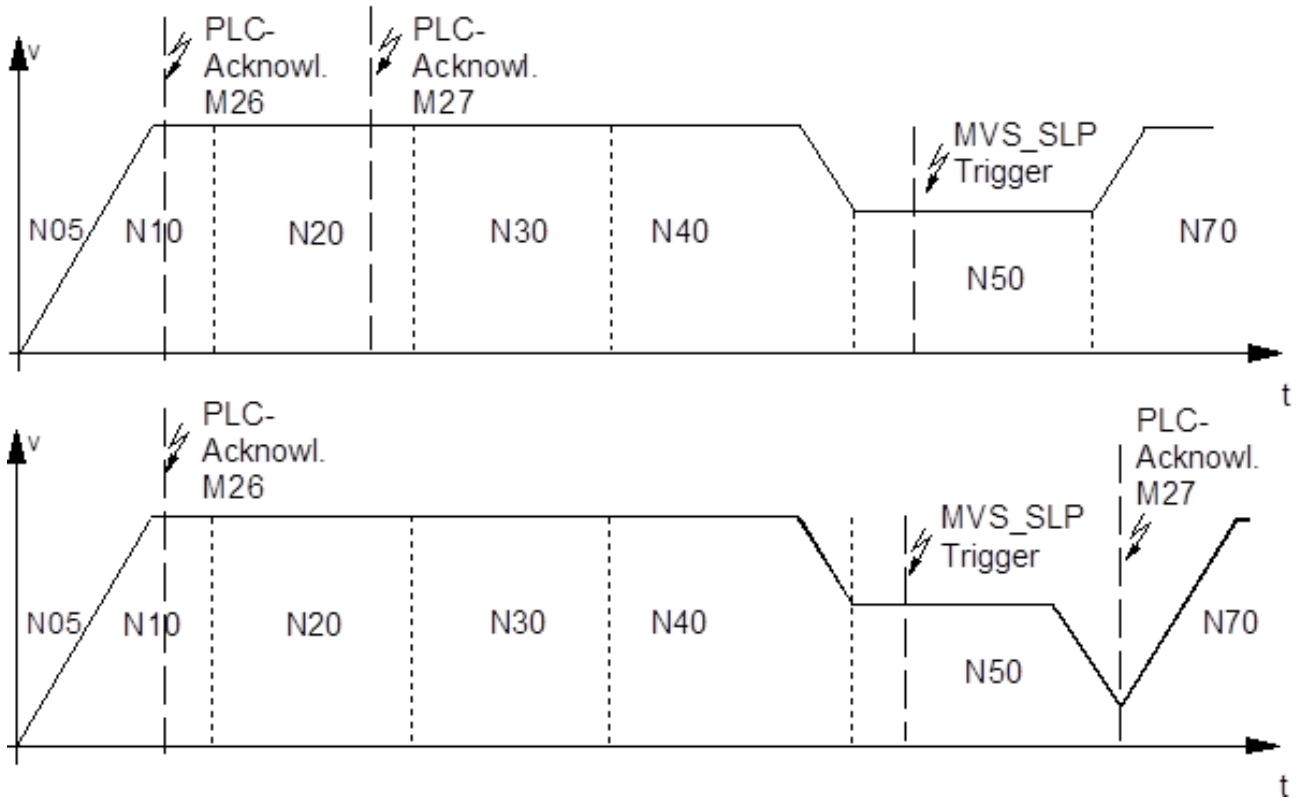 v
PLC-
Acknowl.
M26
PLC-
Acknowl.
M27
MVS_SLP
Trigger
N05
N10
N20
N30
N40
N50
N70
t
v
PLC-
Acknowl.
M26
MVS_SLP
Trigger
PLC-
Acknowl.
M27
N05
N10
N20
N30
N40
N50
N70
t